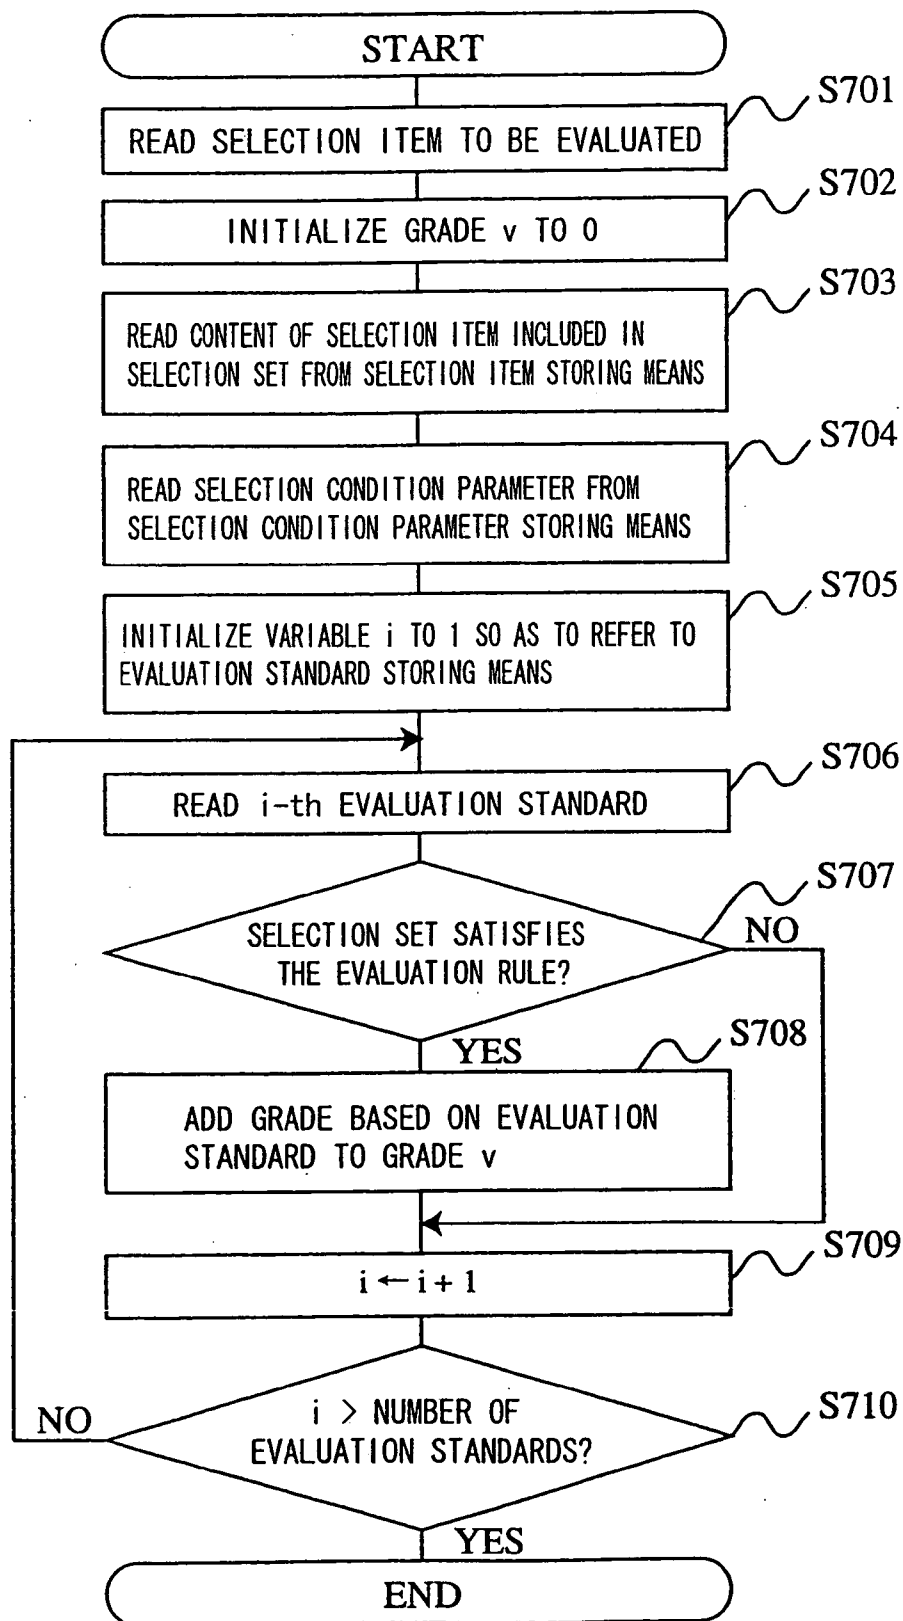 START
S701
READ SELECTION ITEM TO BE EVALUATED
S702
INITIALIZE GRADE v TO 0
S703
READ CONTENT OF SELECTION ITEM INCLUDED IN
SELECTION SET FROM SELECTION ITEM STORING MEANS
S704
READ SELECTION CONDITION PARAMETER FROM
SELECTION CONDITION PARAMETER STORING MEANS
S705
INITIALIZE VARIABLE i TO 1 SO AS TO REFER TO
EVALUATION STANDARD STORING MEANS
S706
READ i-th EVALUATION STANDARD
S707
SELECTION SET SATISFIES
THE EVALUATION RULE?
NO
YES
S708
ADD GRADE BASED ON EVALUATION
STANDARD TO GRADE v
S709
i ← i + 1
S710
i > NUMBER OF
EVALUATION STANDARDS?
NO
YES
END